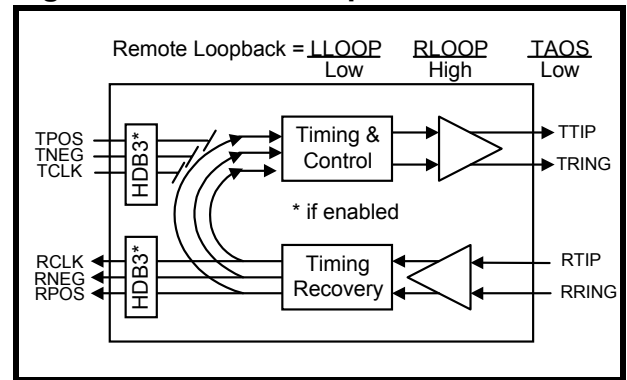 Remote Loopback = LLOOP RLOOP TAOS
Low High Low
TPOS
TNEG
TCLK
HDB3*
Timing &
Control
TTIP
TRING
* if enabled
RCLK
RNEG
RPOS
HDB3*
Timing
Recovery
RTIP
RRING